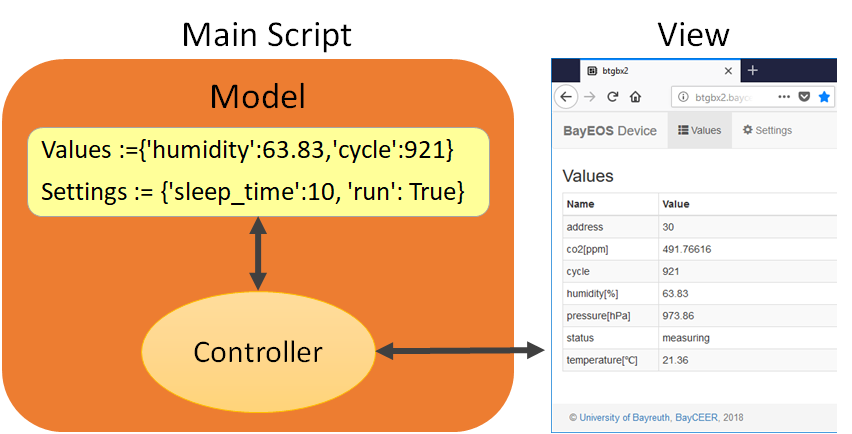 Main Script
View
Model
Values :={'humidity':63.83,'cycle':921}
Settings := {'sleep_time':10, 'run': True}
Controller
btgbx2
btgbx2.bayc
BayEOS Device Values Settings
Values
Name Value
address 30
co2[ppm] 491.76616
cycle 921
humidity[%] 63.83
pressure[hPa] 973.86
status measuring
temperature[°C] 21.36
© University of Bayreuth, BayCEER, 2018